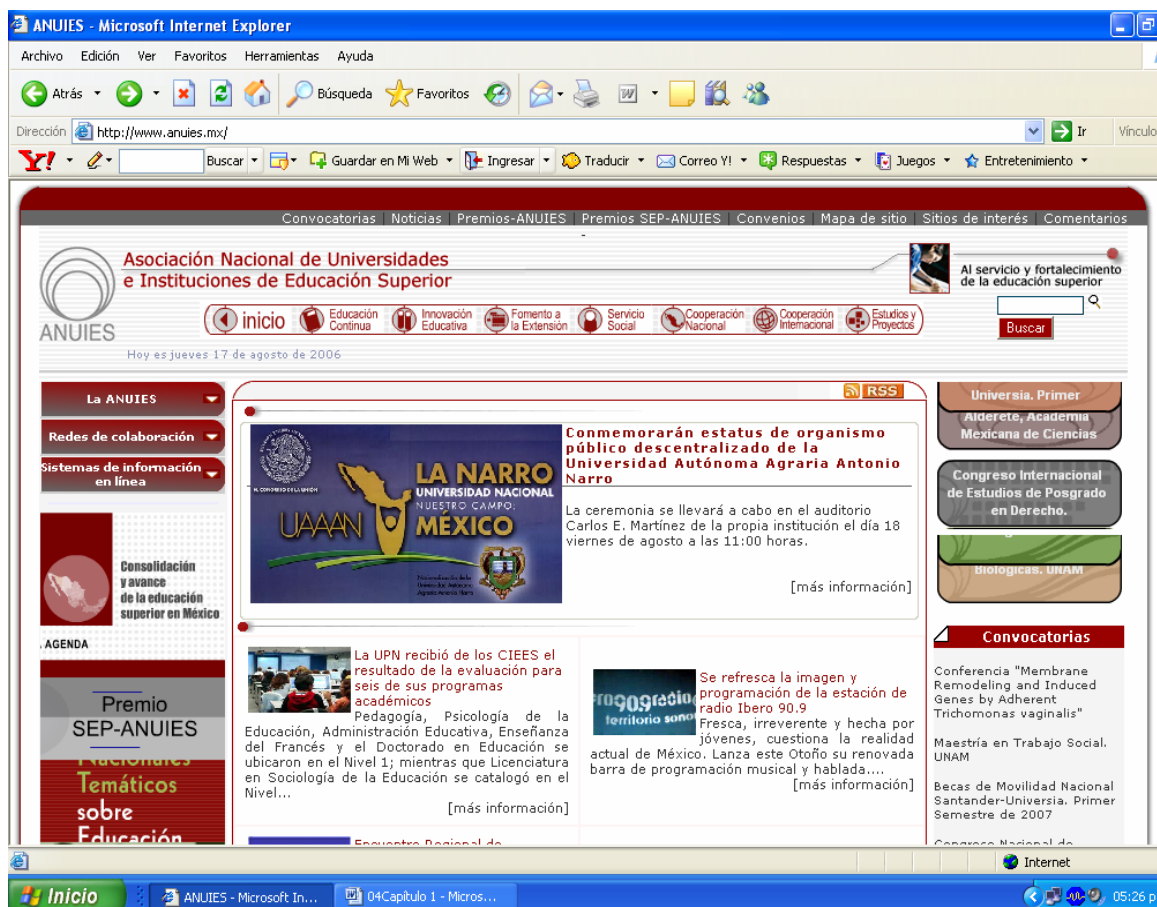 ANUIES - Microsoft Internet Explorer
Archivo Edición Ver Favoritos Herramientas Ayuda
Atrás Búsqueda Favoritos
Dirección http://www.anuies.mx/ Ir Vínculo
Y! Buscar Guardar en Mi Web Ingresar Traducir Correo Y! Respuestas Juegos Entretenimiento
Convocatorias | Noticias | Premios-ANUIES | Premios SEP-ANUIES | Convenios | Mapa de sitio | Sitios de interés | Comentarios
Asociación Nacional de Universidades
e Instituciones de Educación Superior
ANUIES
Al servicio y fortalecimiento
de la educación superior
inicio
Educación
Continua
Innovación
Educativa
Fomento a
la Extensión
Servicio
Social
Cooperación
Nacional
Cooperación
Internacional
Estudios y
Proyectos
Buscar
Hoy es jueves 17 de agosto de 2006
La ANUIES
Redes de colaboración
Sistemas de información
en línea
Consolidación
y avance
de la educación
superior en México
. AGENDA
Premio
SEP-ANUIES
Nacionales
Temáticos
sobre
Educación
RSS
H. CONGRESO DE LA UNIÓN
LA NARRO
UNIVERSIDAD NACIONAL
NUESTRO CAMPO:
MÉXICO
UAAAN
Conmemorarán estatus de organismo
público descentralizado de la
Universidad Autónoma Agraria Antonio
Narro
La ceremonia se llevará a cabo en el auditorio
Carlos E. Martínez de la propia institución el día 18
viernes de agosto a las 11:00 horas.
[más información]
La UPN recibió de los CIEES el
resultado de la evaluación para
seis de sus programas
académicos
Pedagogía, Psicología de la
Educación, Administración Educativa, Enseñanza
del Francés y el Doctorado en Educación se
ubicaron en el Nivel 1; mientras que Licenciatura
en Sociología de la Educación se catalogó en el
Nivel...
[más información]
territorio sonoro
Se refresca la imagen y
programación de la estación de
radio Ibero 90.9
Fresca, irreverente y hecha por
jóvenes, cuestiona la realidad
actual de México. Lanza este Otoño su renovada
barra de programación musical y hablada....
[más información]
Encuentro Regional de
Universia. Primer
Alderete, Academia
Mexicana de Ciencias
Congreso Internacional
de Estudios de Posgrado
en Derecho.
Biológicas. UNAM
Convocatorias
Conferencia "Membrane
Remodeling and Induced
Genes by Adherent
Trichomonas vaginalis"
Maestría en Trabajo Social.
UNAM
Becas de Movilidad Nacional
Santander-Universia. Primer
Semestre de 2007
Congreso Nacional de
Internet
Inicio ANUIES - Microsoft In... 04Capítulo 1 - Micros... 05:26 p